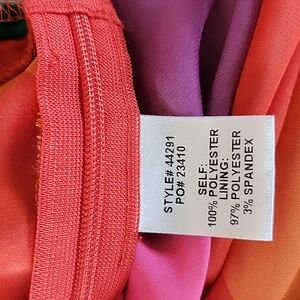 STYLE# 44291
PO# 23410
SELF:
100% POLYESTER
LINING:
97% POLYESTER
3% SPANDEX